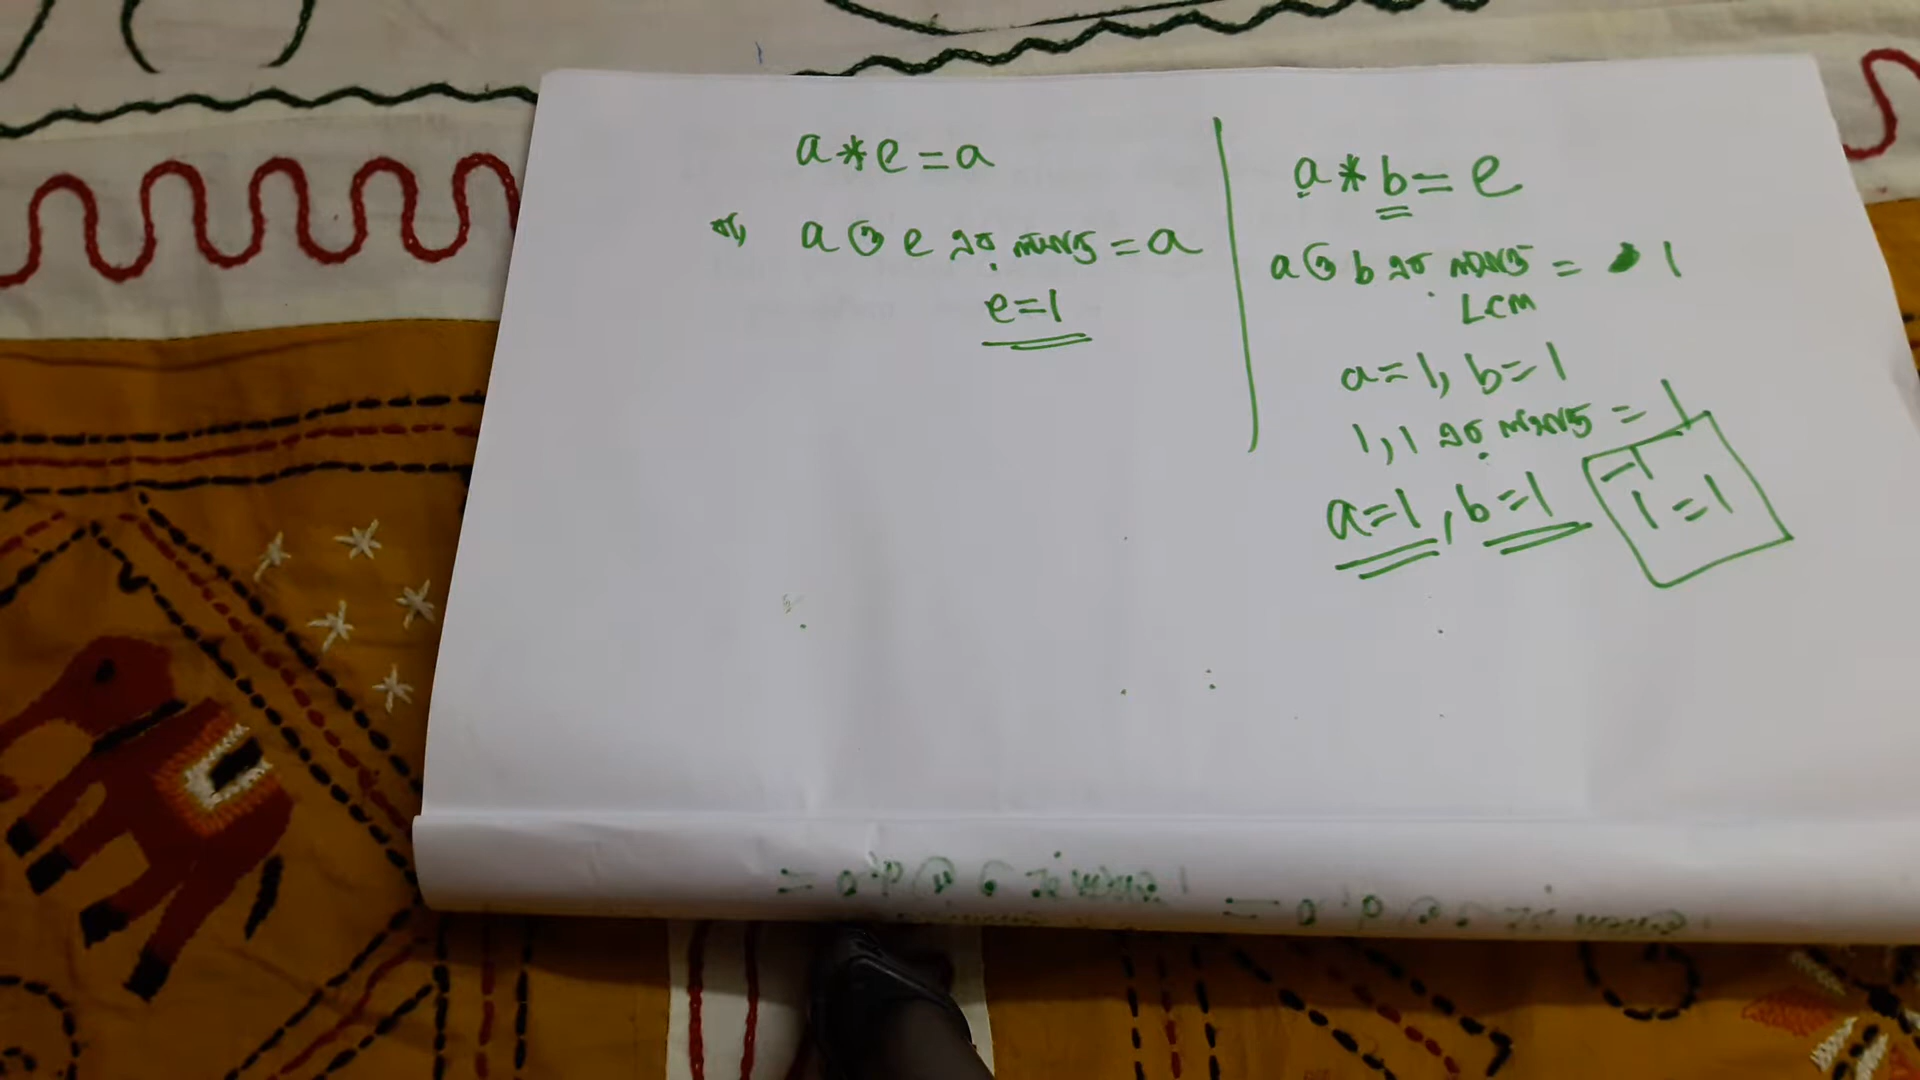 a * e = a
বা, a ও e এর লসাগু = a
e = 1
a * b = e
a ও b এর লসাগু = 1
LCM
a = 1, b = 1
1, 1 এর লসাগু = 1
a = 1, b = 1
1 = 1